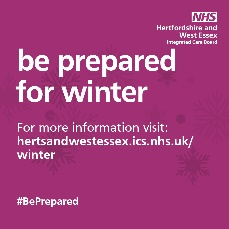 NHS
Hertfordshire and
West Essex
Integrated Care Board
be prepared
for winter
For more information visit:
hertsandwestessex.ics.nhs.uk/
winter
#BePrepared